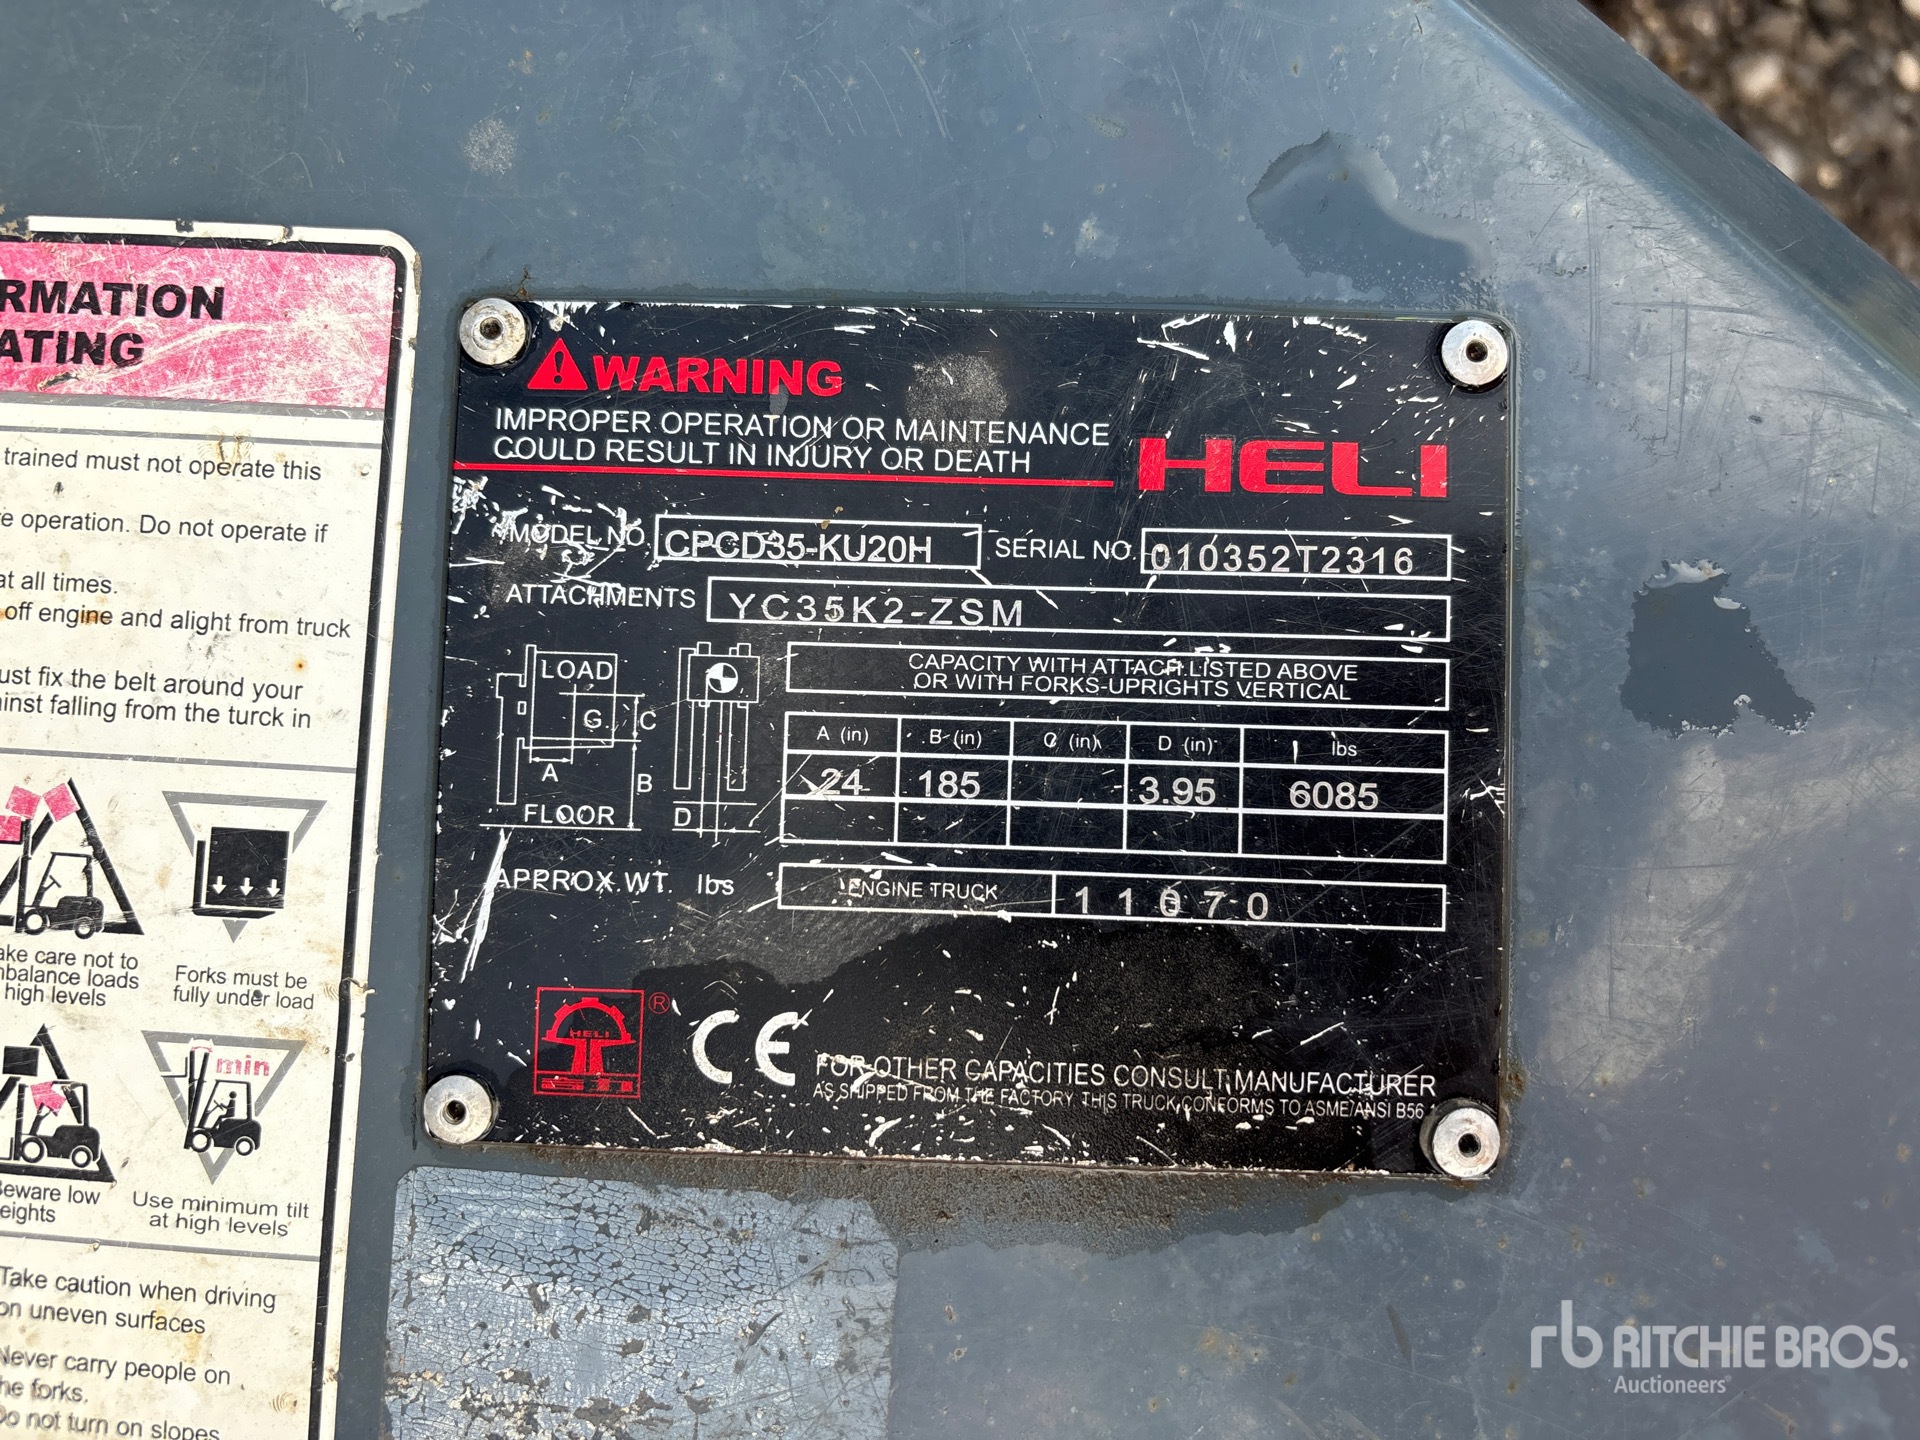 RMATION
ATING
trained must not operate this
e operation. Do not operate if
at all times.
off engine and alight from truck
ust fix the belt around your
ainst falling from the turck in
ake care not to
mbalance loads
high levels
Forks must be
fully under load
min
Beware low
eights
Use minimum tilt
at high levels
Take caution when driving
on uneven surfaces
Never carry people on
he forks.
Do not turn on slopes
WARNING
IMPROPER OPERATION OR MAINTENANCE
COULD RESULT IN INJURY OR DEATH
HELI
MODEL NO. CPCD35-KU20H SERIAL NO. 010352T2316
ATTACHMENTS YC35K2-ZSM
LOAD
G C
A B
FLOOR
D
CAPACITY WITH ATTACH.LISTED ABOVE
OR WITH FORKS-UPRIGHTS VERTICAL
A (in) B (in) C (in) D (in) lbs
24 185 3.95 6085
APPROX.WT. lbs ENGINE TRUCK 11070
HELI
合力
®
CE
FOR OTHER CAPACITIES CONSULT MANUFACTURER
AS SHIPPED FROM THE FACTORY THIS TRUCK CONFORMS TO ASME/ANSI B56.1
rb RITCHIE BROS.
Auctioneers